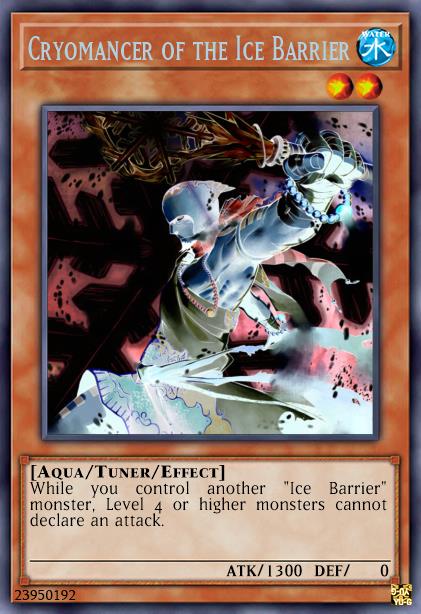 Cryomancer of the Ice Barrier
WATER
水
[Aqua/Tuner/Effect]
While you control another "Ice Barrier"
monster, Level 4 or higher monsters cannot
declare an attack.
ATK/1300 DEF/ 0
23950192